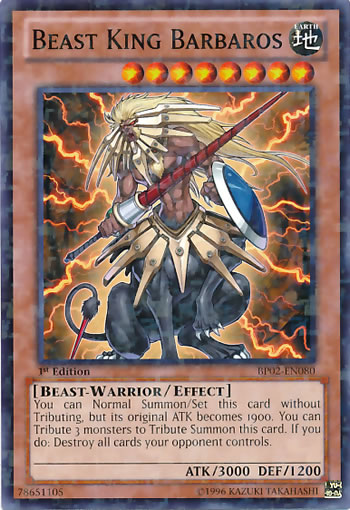 BEAST KING BARBAROS
EARTH
地
1st Edition
BP02-EN080
[BEAST-WARRIOR/EFFECT]
You can Normal Summon/Set this card without
Tributing, but its original ATK becomes 1900. You can
Tribute 3 monsters to Tribute Summon this card. If you
do: Destroy all cards your opponent controls.
ATK/3000 DEF/1200
78651105
©1996 KAZUKI TAKAHASHI